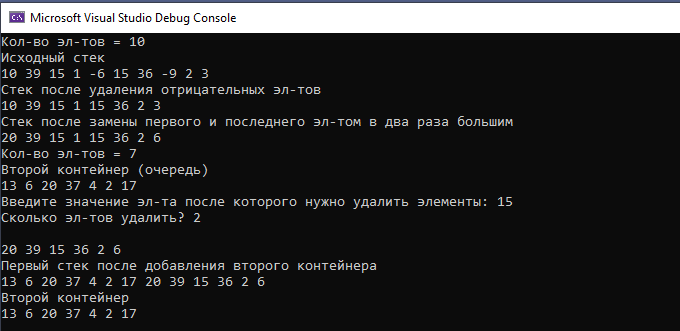 Microsoft Visual Studio Debug Console
Кол-во эл-тов = 10
Исходный стек
10 39 15 1 -6 15 36 -9 2 3
Стек после удаления отрицательных эл-тов
10 39 15 1 15 36 2 3
Стек после замены первого и последнего эл-том в два раза большим
20 39 15 1 15 36 2 6
Кол-во эл-тов = 7
Второй контейнер (очередь)
13 6 20 37 4 2 17
Введите значение эл-та после которого нужно удалить элементы: 15
Сколько эл-тов удалить? 2
20 39 15 36 2 6
Первый стек после добавления второго контейнера
13 6 20 37 4 2 17 20 39 15 36 2 6
Второй контейнер
13 6 20 37 4 2 17